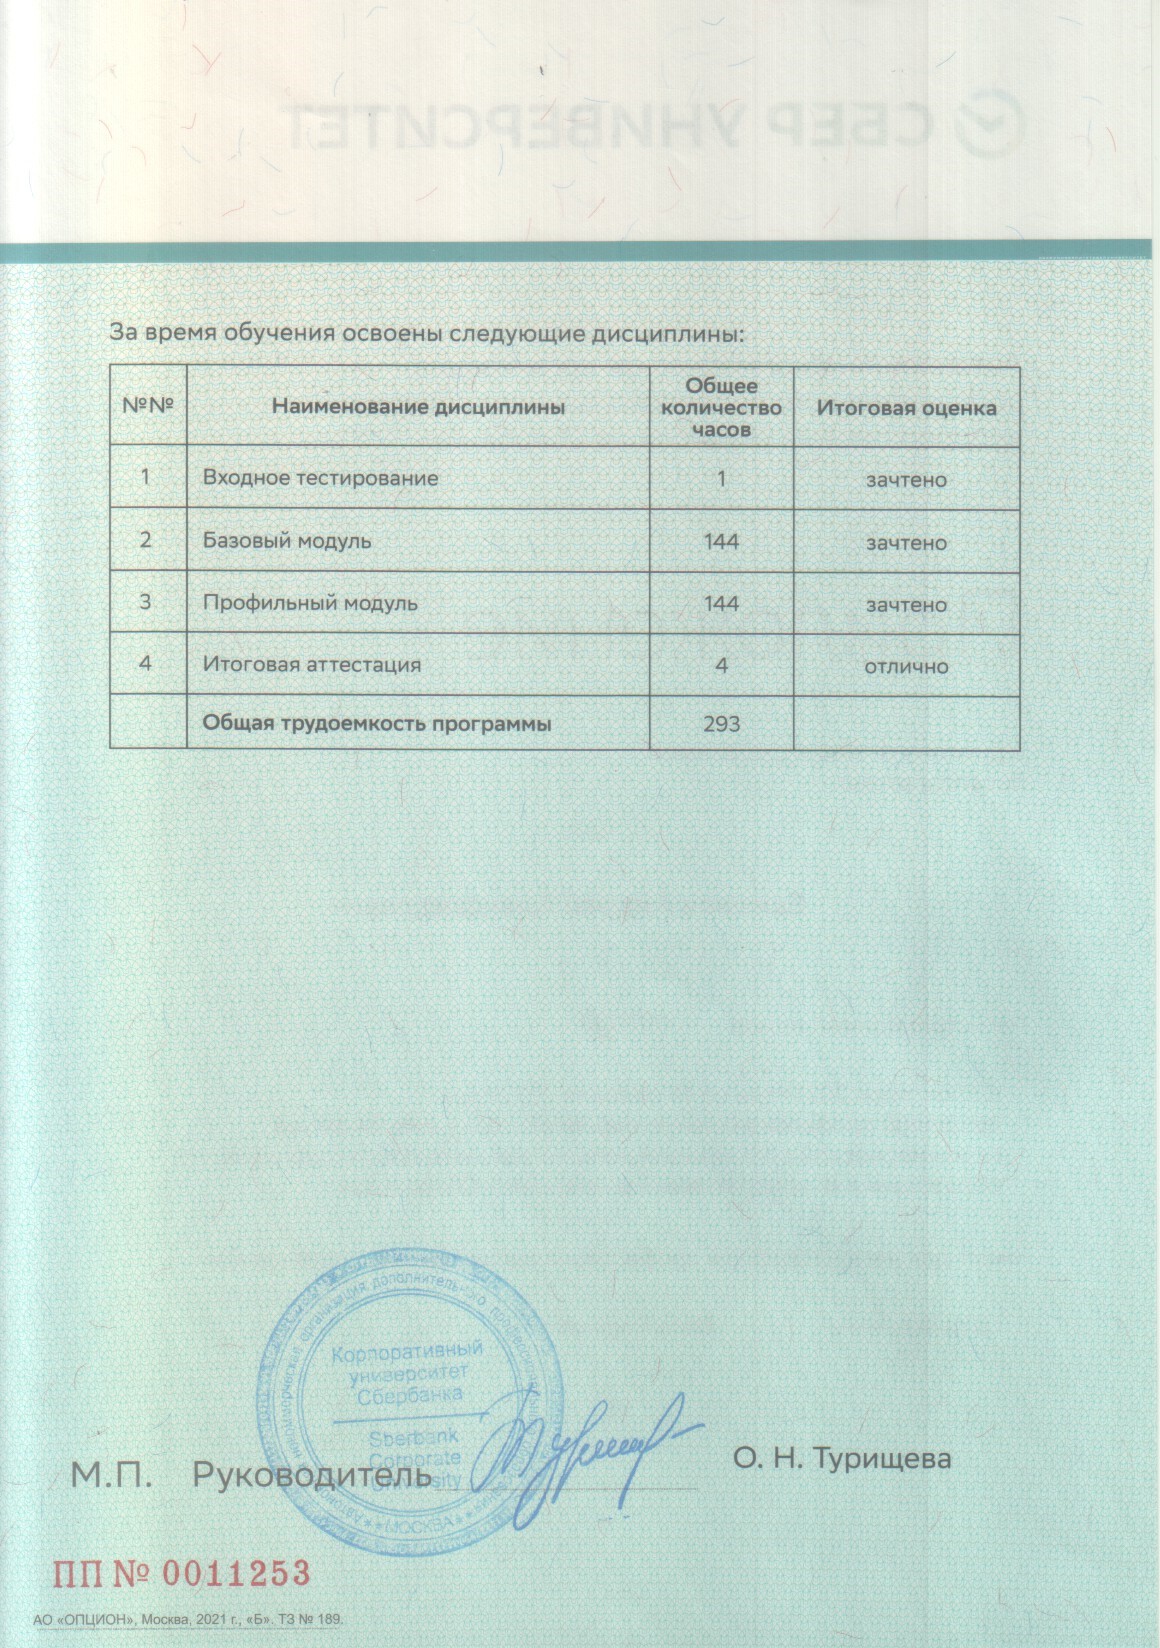 СБЕР УНИВЕРСИТЕТ
За время обучения освоены следующие дисциплины:
№№ Наименование дисциплины Общее количество часов Итоговая оценка
1 Входное тестирование 1 зачтено
2 Базовый модуль 144 зачтено
3 Профильный модуль 144 зачтено
4 Итоговая аттестация 4 отлично
Общая трудоемкость программы 293
Корпоративный
университет
Сбербанка
Sberbank
Corporate
University
МОСКВА
М.П. Руководитель
О. Н. Турищева
ПП № 0011253
АО «ОПЦИОН», Москва, 2021 г., «Б». ТЗ № 189.